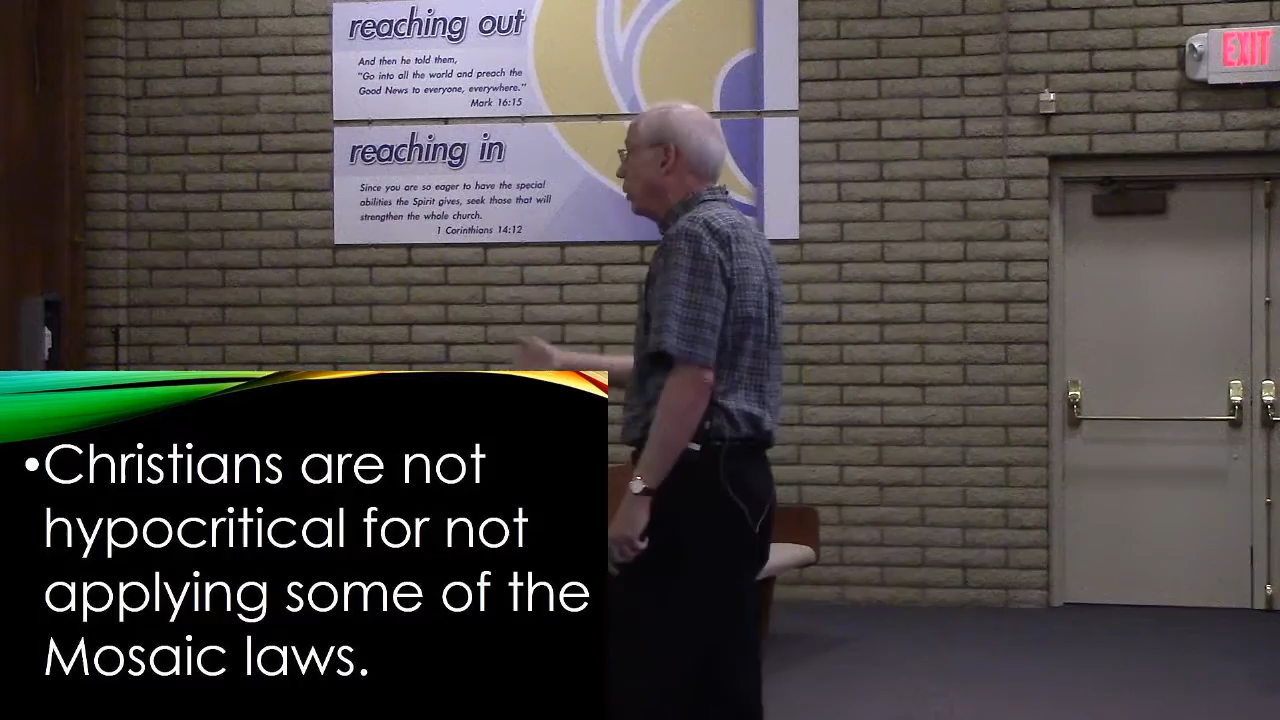 reaching out
And then he told them,
"Go into all the world and preach the
Good News to everyone, everywhere."
Mark 16:15
reaching in
Since you are so eager to have the special
abilities the Spirit gives, seek those that will
strengthen the whole church.
1 Corinthians 14:12
EXIT
•Christians are not
hypocritical for not
applying some of the
Mosaic laws.